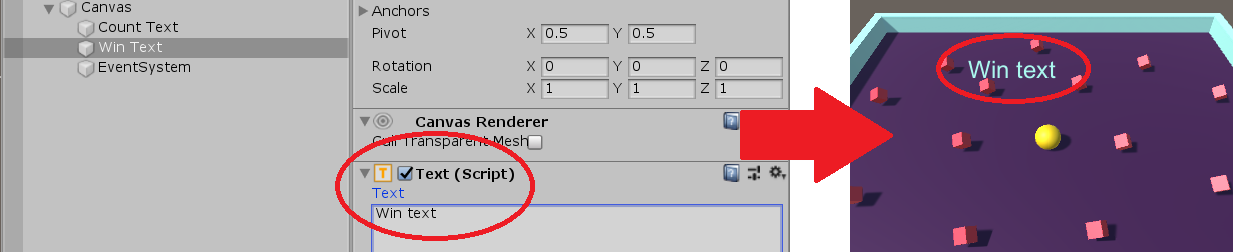 Canvas
Count Text
Win Text
EventSystem
Anchors
Pivot X 0.5 Y 0.5
Rotation X 0 Y 0 Z 0
Scale X 1 Y 1 Z 1
Canvas Renderer
Cull Transparent Mesh
T Text (Script)
Text
Win text
Win text